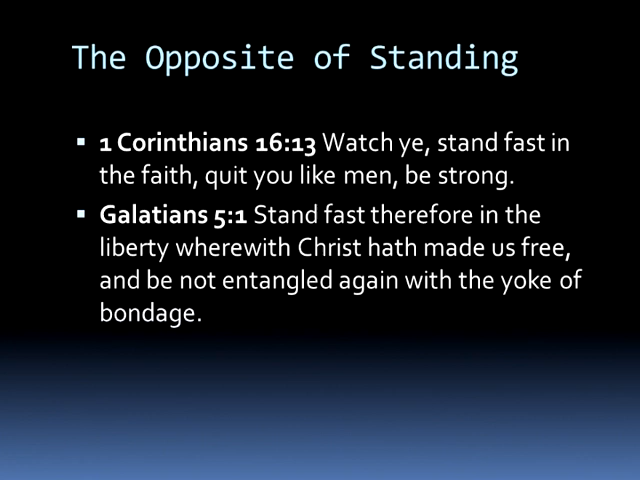 The Opposite of Standing
▪ 1 Corinthians 16:13 Watch ye, stand fast in
the faith, quit you like men, be strong.
▪ Galatians 5:1 Stand fast therefore in the
liberty wherewith Christ hath made us free,
and be not entangled again with the yoke of
bondage.